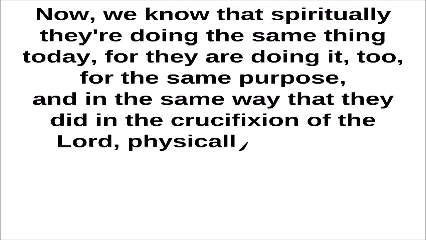 Now, we know that spiritually
they're doing the same thing
today, for they are doing it, too,
for the same purpose,
and in the same way that they
did in the crucifixion of the
Lord, physicall